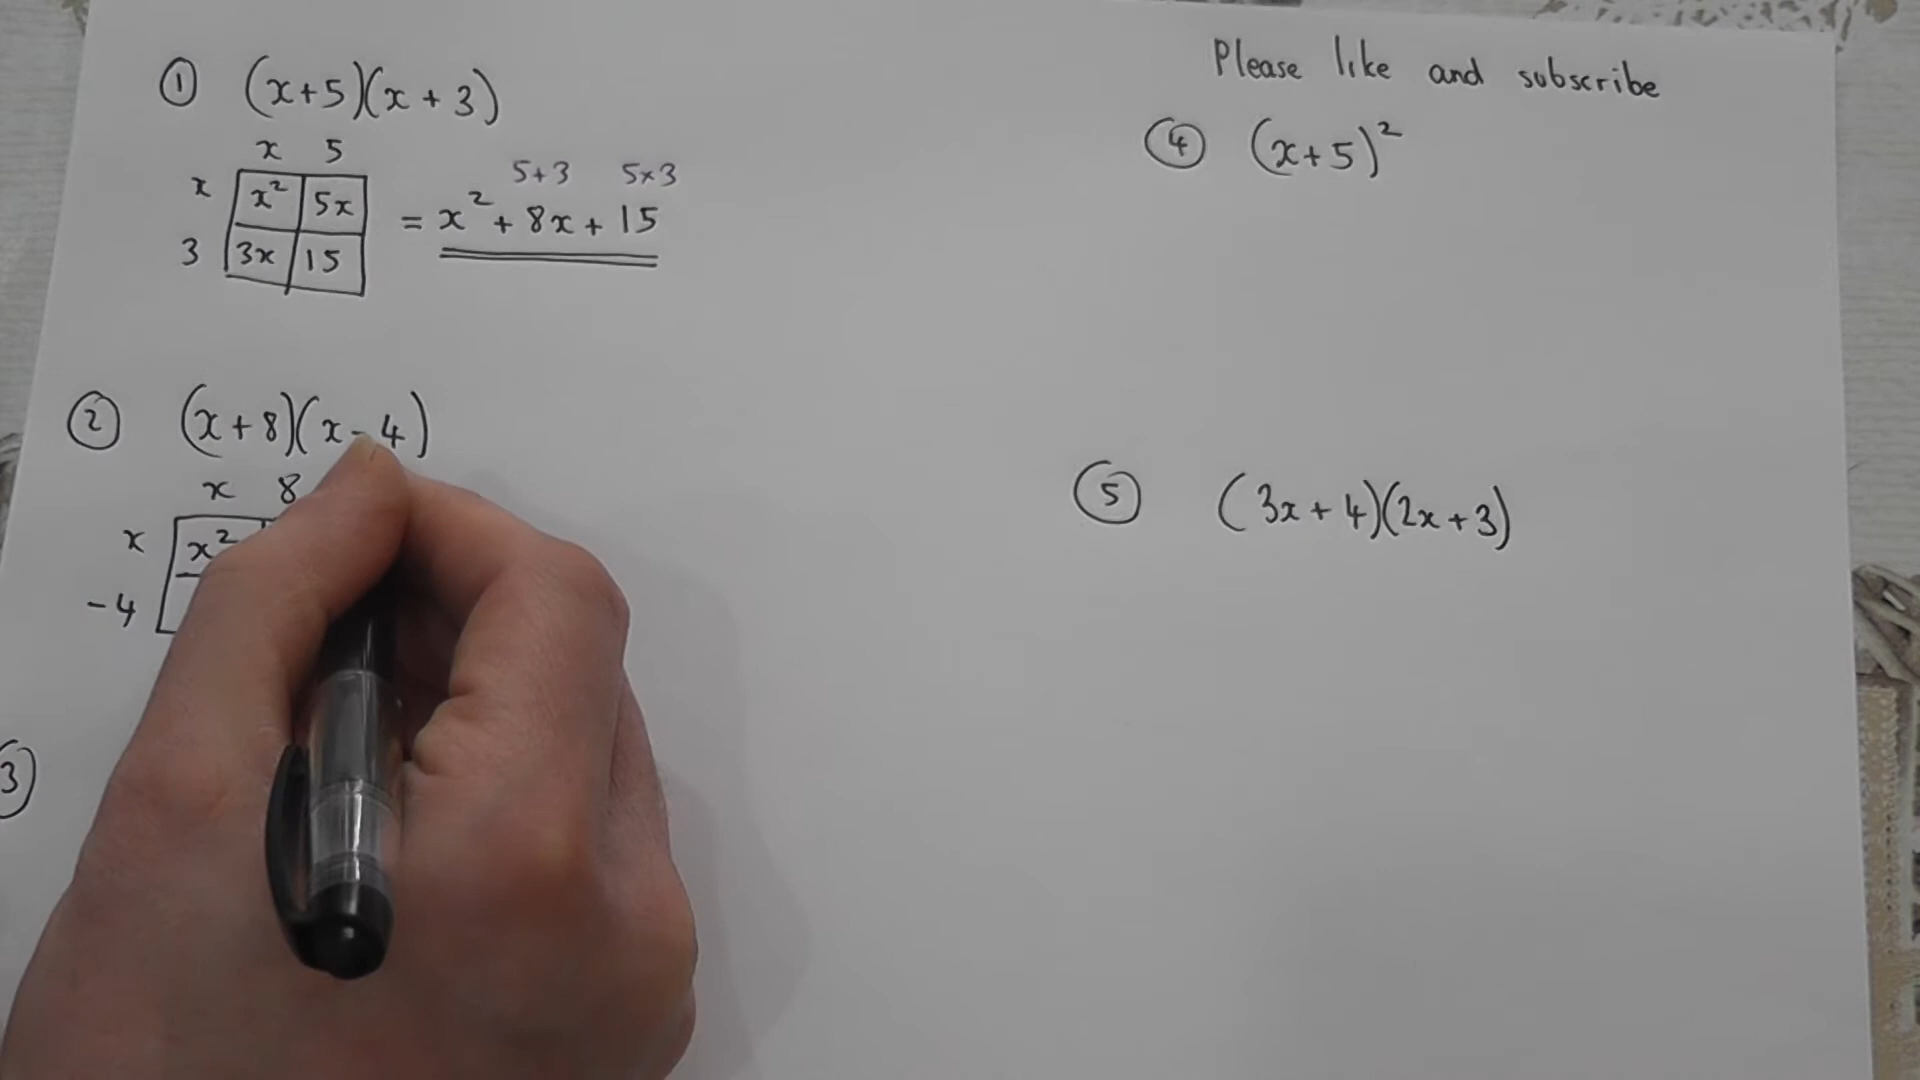 ① (x+5)(x+3)
x 5
x x² 5x
3 3x 15
5+3 5×3
= x² + 8x + 15
② (x+8)(x-4)
x 8
x x²
-4
③
Please like and subscribe
④ (x+5)²
⑤ (3x+4)(2x+3)